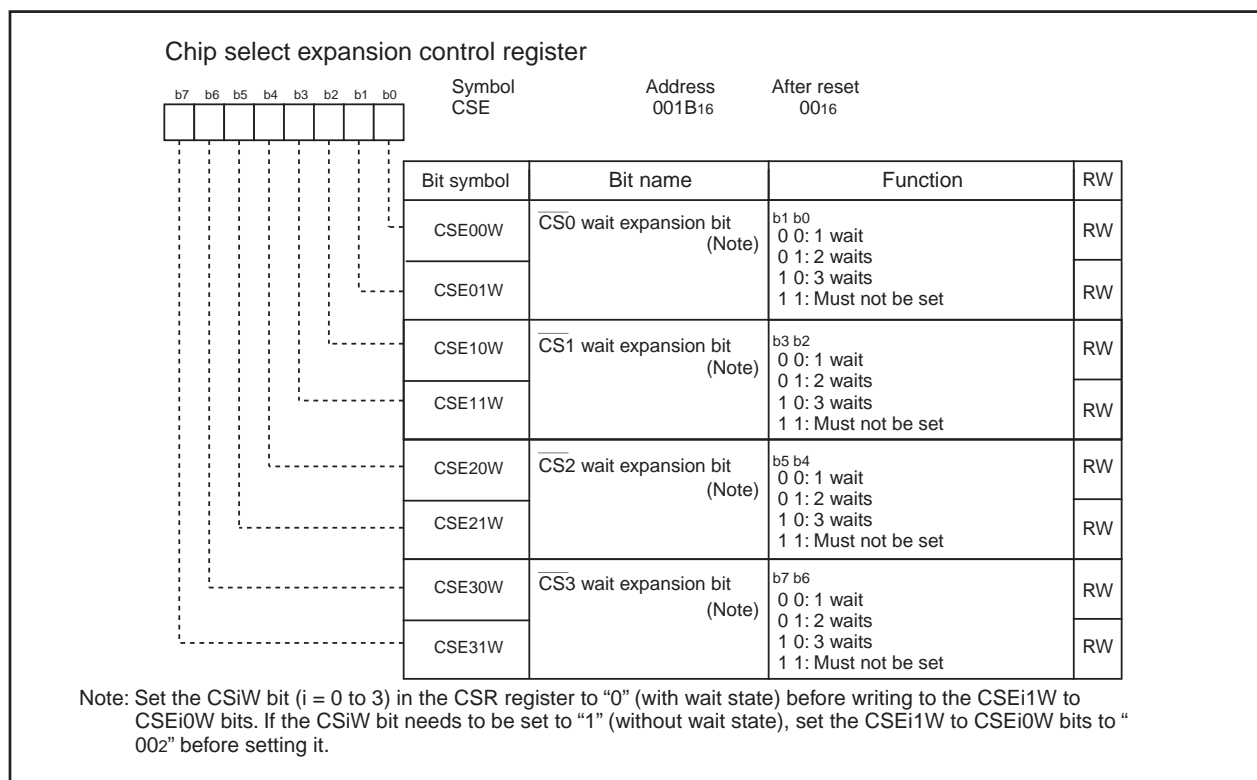 Chip select expansion control register
b7 b6 b5 b4 b3 b2 b1 b0
Symbol Address After reset
CSE 001B16 0016
Bit symbol Bit name Function RW
CSE00W C̅S̅0 wait expansion bit (Note) b1 b0 RW
0 0: 1 wait
0 1: 2 waits
CSE01W 1 0: 3 waits RW
1 1: Must not be set
CSE10W C̅S̅1 wait expansion bit (Note) b3 b2 RW
0 0: 1 wait
0 1: 2 waits
CSE11W 1 0: 3 waits RW
1 1: Must not be set
CSE20W C̅S̅2 wait expansion bit (Note) b5 b4 RW
0 0: 1 wait
0 1: 2 waits
CSE21W 1 0: 3 waits RW
1 1: Must not be set
CSE30W C̅S̅3 wait expansion bit (Note) b7 b6 RW
0 0: 1 wait
0 1: 2 waits
CSE31W 1 0: 3 waits RW
1 1: Must not be set
Note: Set the CSiW bit (i = 0 to 3) in the CSR register to “0” (with wait state) before writing to the CSEi1W to
CSEi0W bits. If the CSiW bit needs to be set to “1” (without wait state), set the CSEi1W to CSEi0W bits to “
002” before setting it.